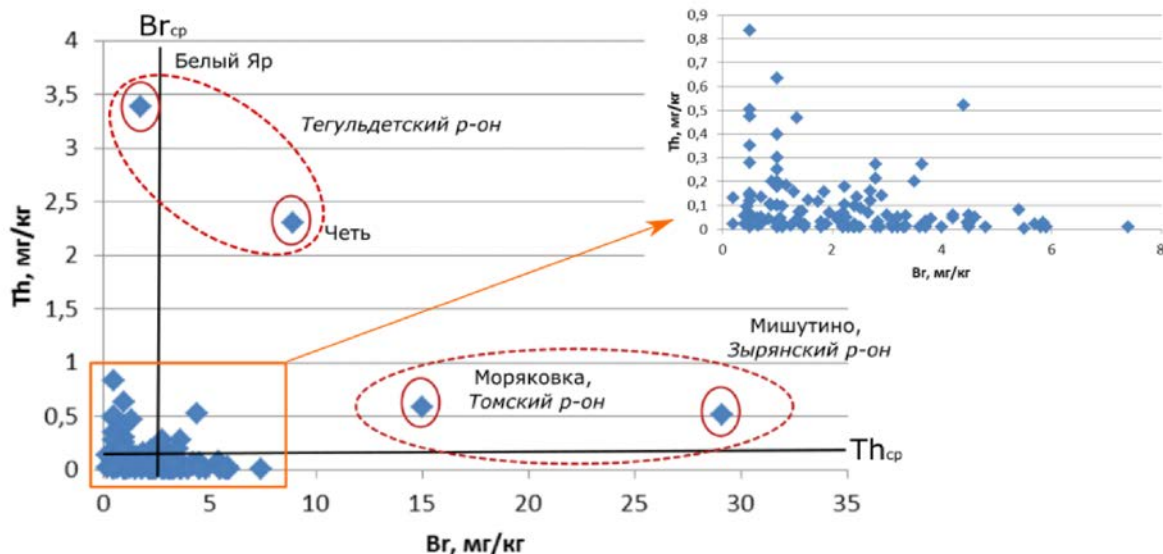 Brср
4
Белый Яр
3,5
Тегульдетский р-он
3
2,5
Четь
2
1,5
Мишутино,
Зырянский р-он
1
Моряковка,
Томский р-он
0,5
Thср
0
0 5 10 15 20 25 30 35
Th, мг/кг
Br, мг/кг
0,9
0,8
0,7
0,6
0,5
0,4
0,3
0,2
0,1
0
0 2 4 6 8
Th, мг/кг
Br, мг/кг